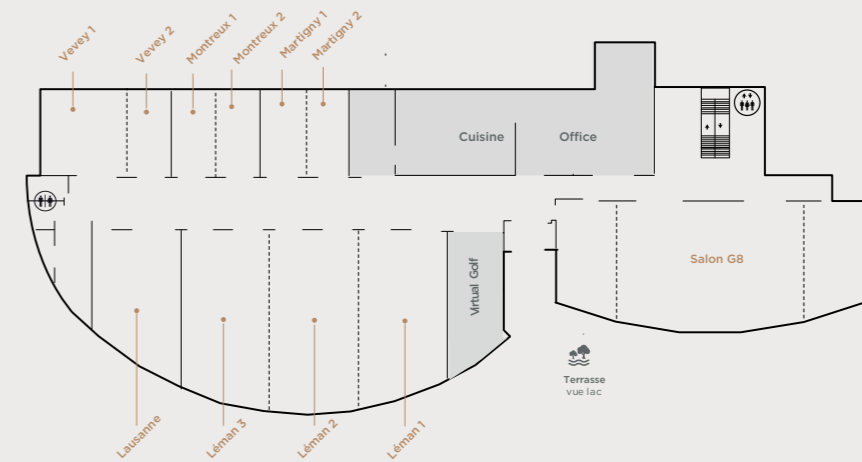 Vevey 1
Vevey 2
Montreux 1
Montreux 2
Martigny 1
Martigny 2
Cuisine
Office
Salon G8
Virtual Golf
Terrasse
vue lac
Lausanne
Léman 3
Léman 2
Léman 1